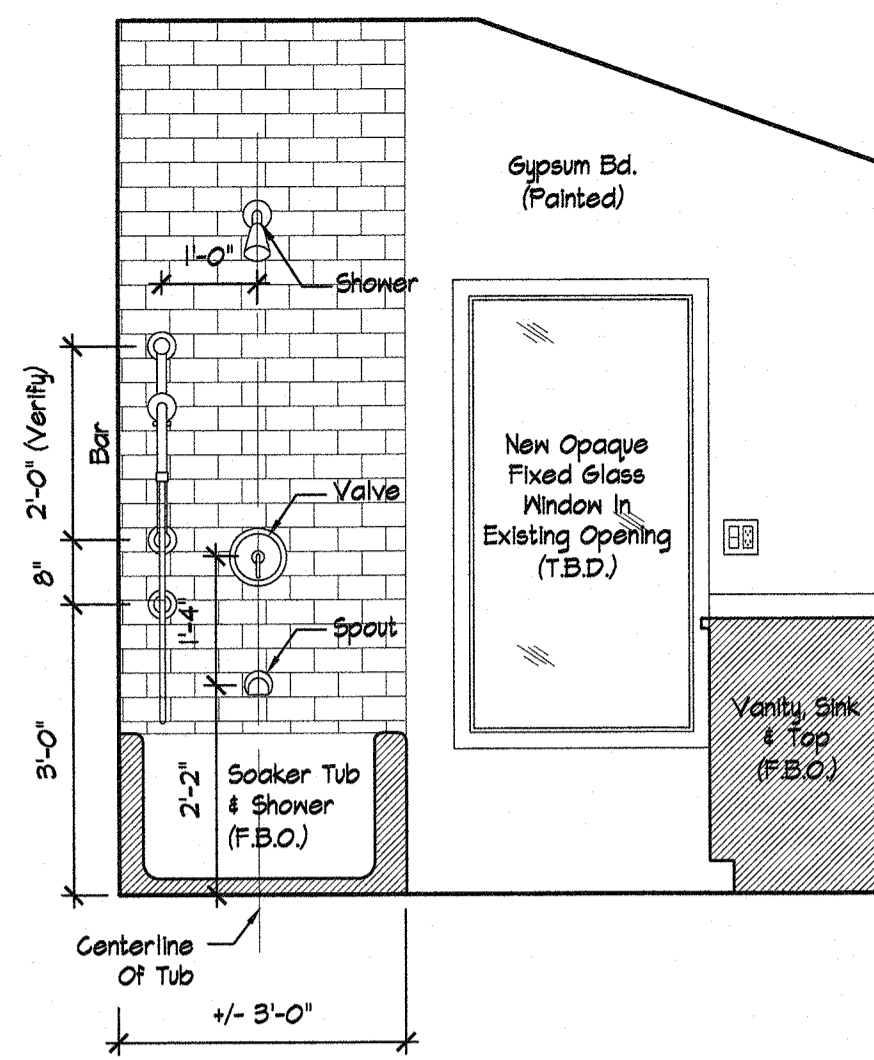 Gypsum Bd.
(Painted)
1'-0"
Shower
2'-0" (Verify)
Bar
New Opaque
Fixed Glass
Window In
Existing Opening
(T.B.D.)
Valve
8"
1'-4"
Spout
3'-0"
2'-2"
Soaker Tub
& Shower
(F.B.O.)
Vanity, Sink
& Top
(F.B.O.)
Centerline
Of Tub
+/- 3'-0"